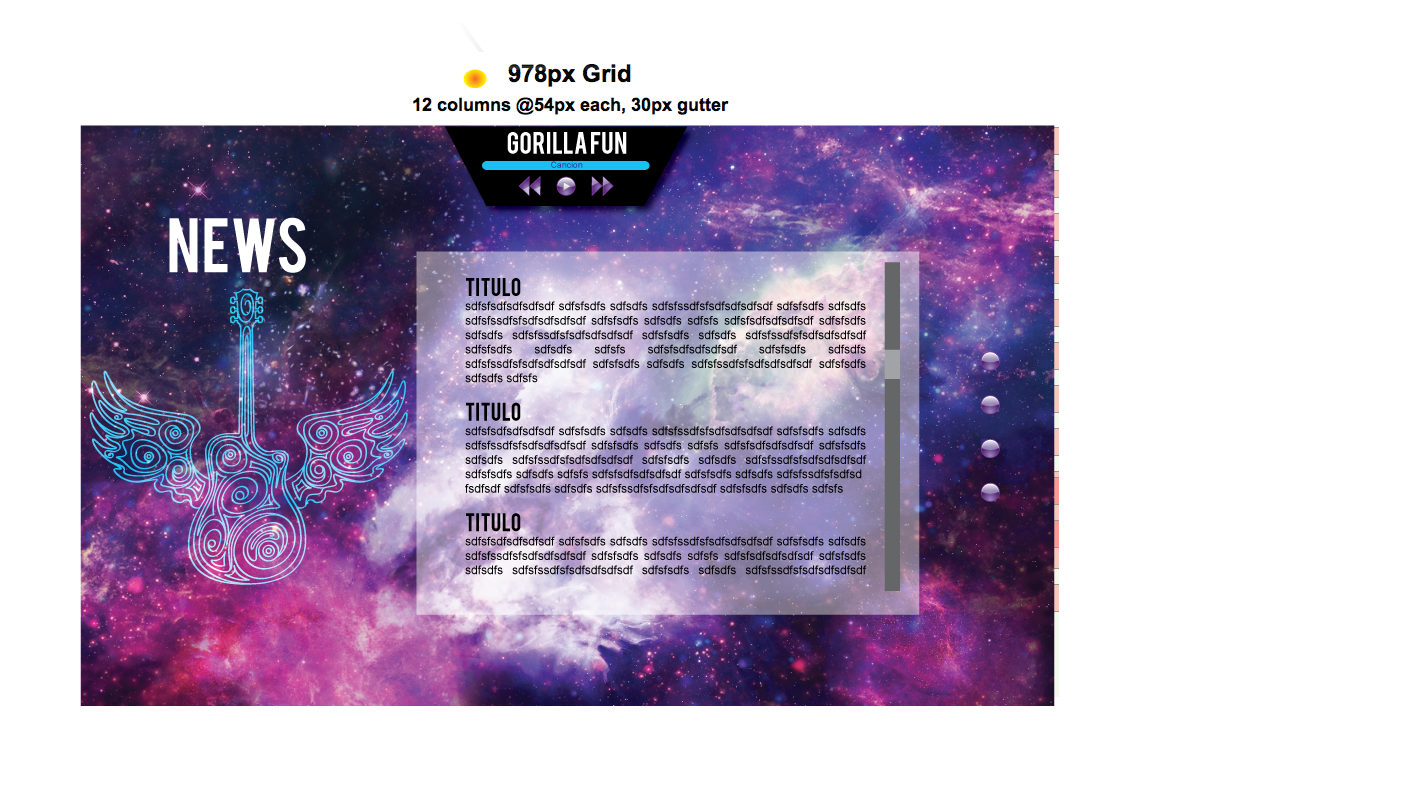 978px Grid
12 columns @54px each, 30px gutter
GORILLA FUN
Cancion
NEWS
TITULO
sdfsfsdfsdfsdfsdf sdfsfsdfs sdfsdfs sdfsfssdfsfsdfsdfsdfsdf sdfsfsdfs sdfsdfs
sdfsfssdfsfsdfsdfsdfsdf sdfsfsdfs sdfsdfs sdfsfs sdfsfsdfsdfsdfsdf sdfsfsdfs
sdfsdfs sdfsfssdfsfsdfsdfsdfsdf sdfsfsdfs sdfsdfs sdfsfssdfsfsdfsdfsdfsdf
sdfsfsdfs sdfsdfs sdfsfs sdfsfsdfsdfsdfsdf sdfsfsdfs sdfsdfs
sdfsfssdfsfsdfsdfsdfsdf sdfsfsdfs sdfsdfs sdfsfssdfsfsdfsdfsdfsdf sdfsfsdfs
sdfsdfs sdfsfs
TITULO
sdfsfsdfsdfsdfsdf sdfsfsdfs sdfsdfs sdfsfssdfsfsdfsdfsdfsdf sdfsfsdfs sdfsdfs
sdfsfssdfsfsdfsdfsdfsdf sdfsfsdfs sdfsdfs sdfsfs sdfsfsdfsdfsdfsdf sdfsfsdfs
sdfsdfs sdfsfssdfsfsdfsdfsdfsdf sdfsfsdfs sdfsdfs sdfsfssdfsfsdfsdfsdfsdf
sdfsfsdfs sdfsdfs sdfsfs sdfsfsdfsdfsdfsdf sdfsfsdfs sdfsdfs sdfsfssdfsfsdfsd
fsdfsdf sdfsfsdfs sdfsdfs sdfsfssdfsfsdfsdfsdfsdf sdfsfsdfs sdfsdfs sdfsfs
TITULO
sdfsfsdfsdfsdfsdf sdfsfsdfs sdfsdfs sdfsfssdfsfsdfsdfsdfsdf sdfsfsdfs sdfsdfs
sdfsfssdfsfsdfsdfsdfsdf sdfsfsdfs sdfsdfs sdfsfs sdfsfsdfsdfsdfsdf sdfsfsdfs
sdfsdfs sdfsfssdfsfsdfsdfsdfsdf sdfsfsdfs sdfsdfs sdfsfssdfsfsdfsdfsdfsdf